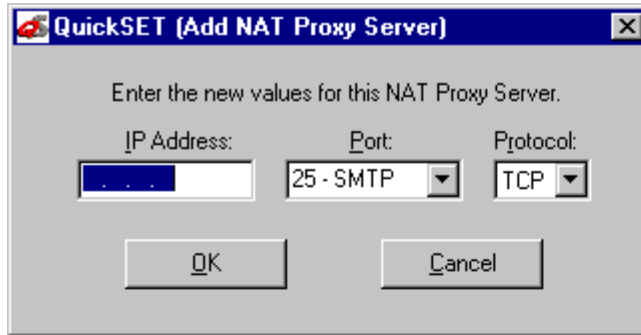 QuickSET (Add NAT Proxy Server)
Enter the new values for this NAT Proxy Server.
IP Address: Port: Protocol:
. . . 25 - SMTP TCP
OK Cancel